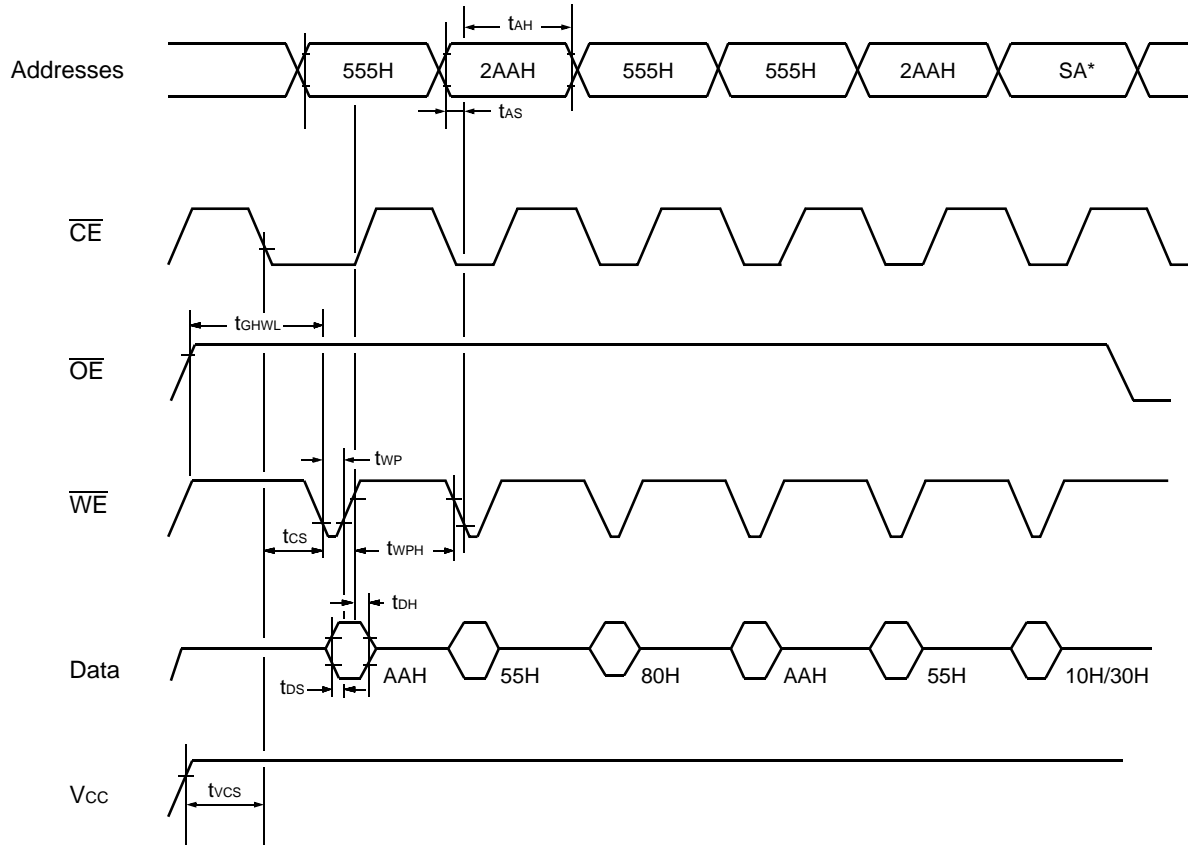 tAH
Addresses 555H 2AAH 555H 555H 2AAH SA*
tAS
CE
tGHWL
OE
tWP
WE
tCS tWPH
tDH
Data AAH 55H 80H AAH 55H 10H/30H
tDS
VCC
tVCS